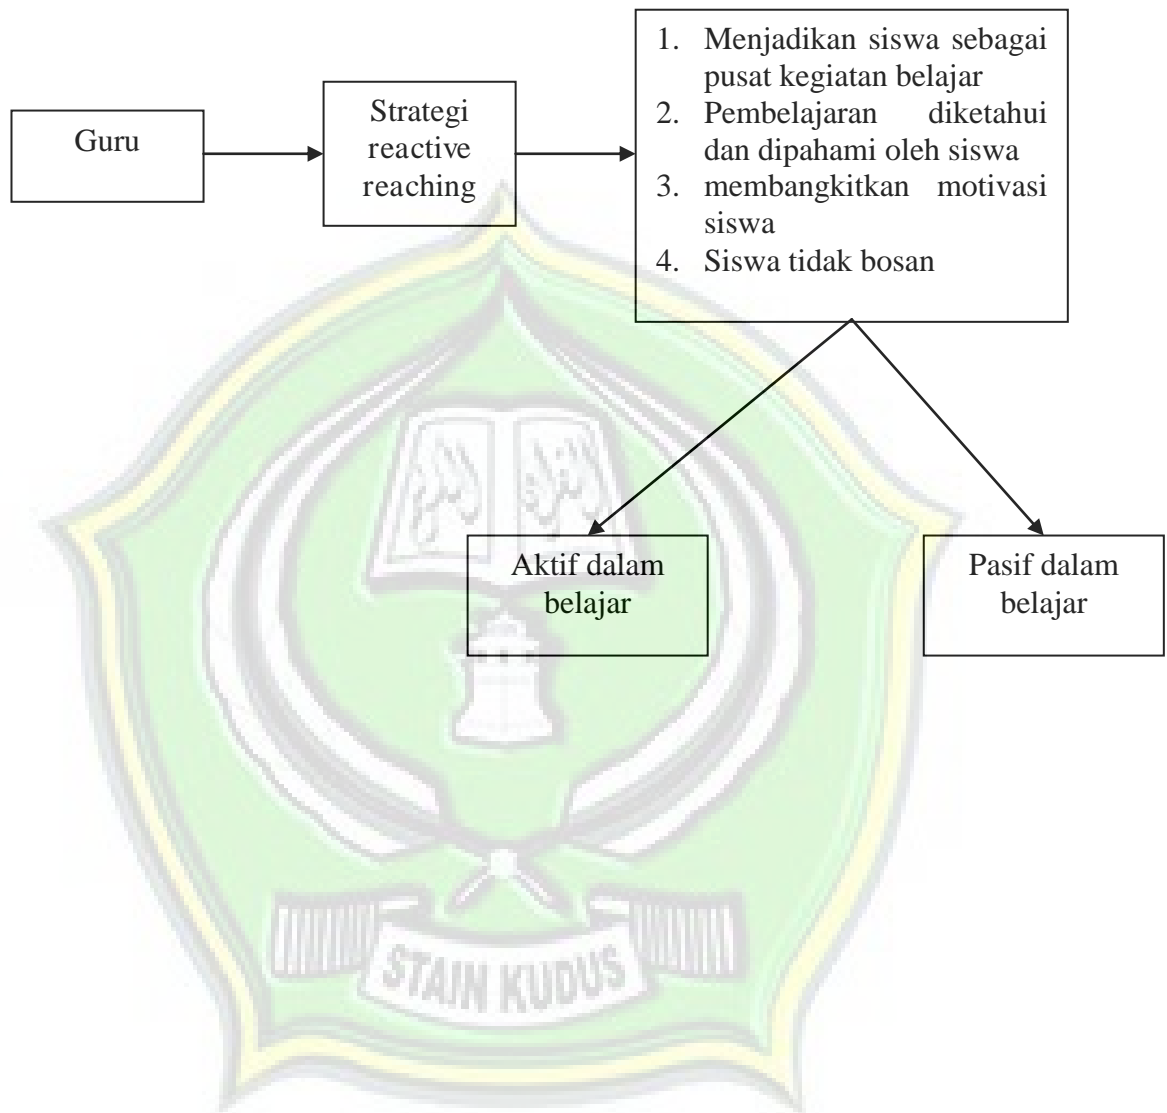 Guru
Strategi
reactive
reaching
1. Menjadikan siswa sebagai
pusat kegiatan belajar
2. Pembelajaran diketahui
dan dipahami oleh siswa
3. membangkitkan motivasi
siswa
4. Siswa tidak bosan
Aktif dalam
belajar
Pasif dalam
belajar
STAIN KUDUS